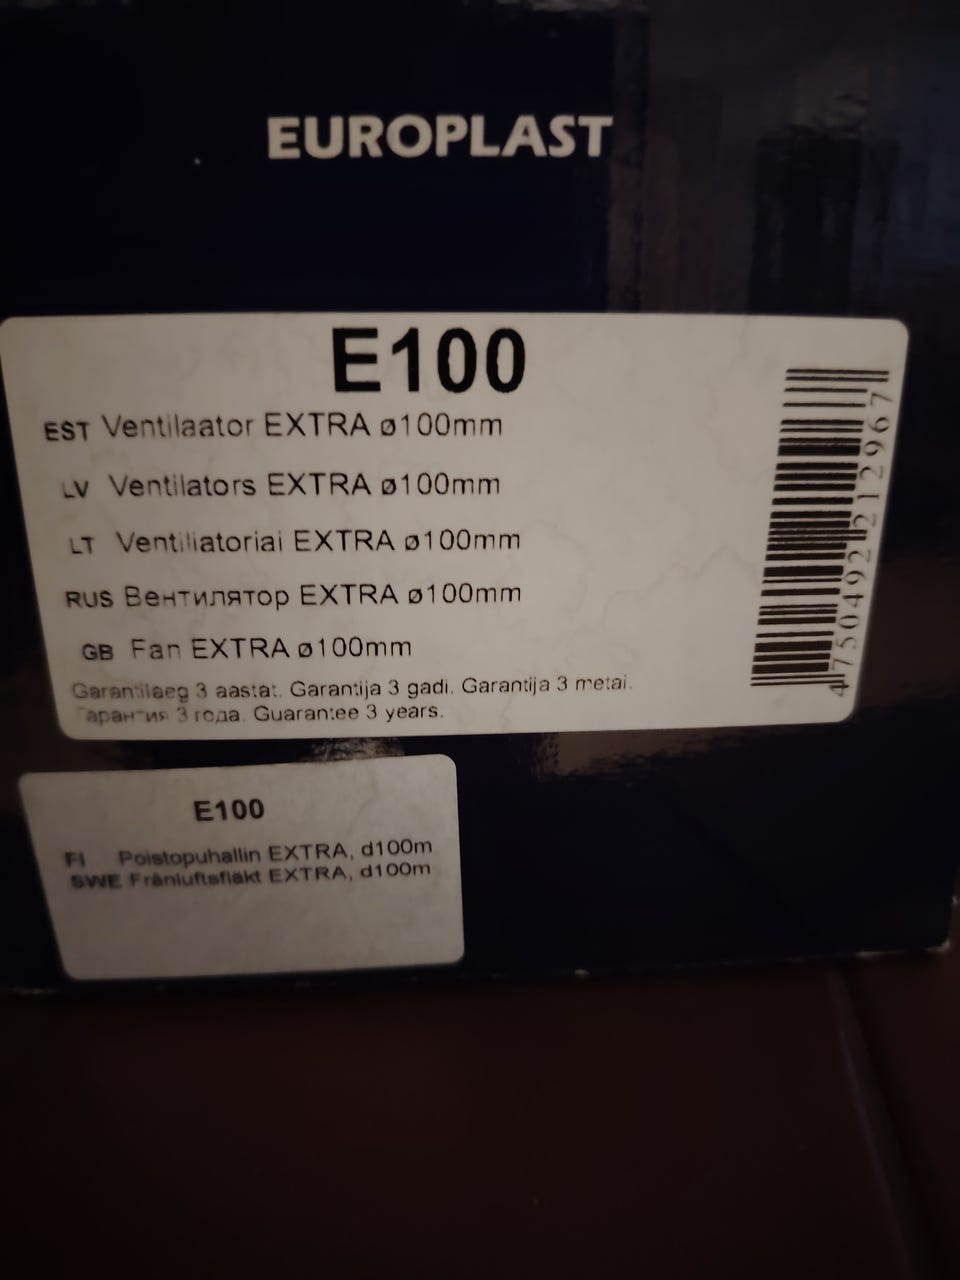 EUROPLAST
E100
EST Ventilaator EXTRA ø100mm
LV Ventilators EXTRA ø100mm
LT Ventiliatoriai EXTRA ø100mm
RUS Вентилятор EXTRA ø100mm
GB Fan EXTRA ø100mm
Garantiiaeg 3 aastat. Garantija 3 gadi. Garantija 3 metai.
Гарантия 3 года. Guarantee 3 years.
4750492212967
E100
FI Poistopuhallin EXTRA, d100m
SWE Frånluftsfläkt EXTRA, d100m